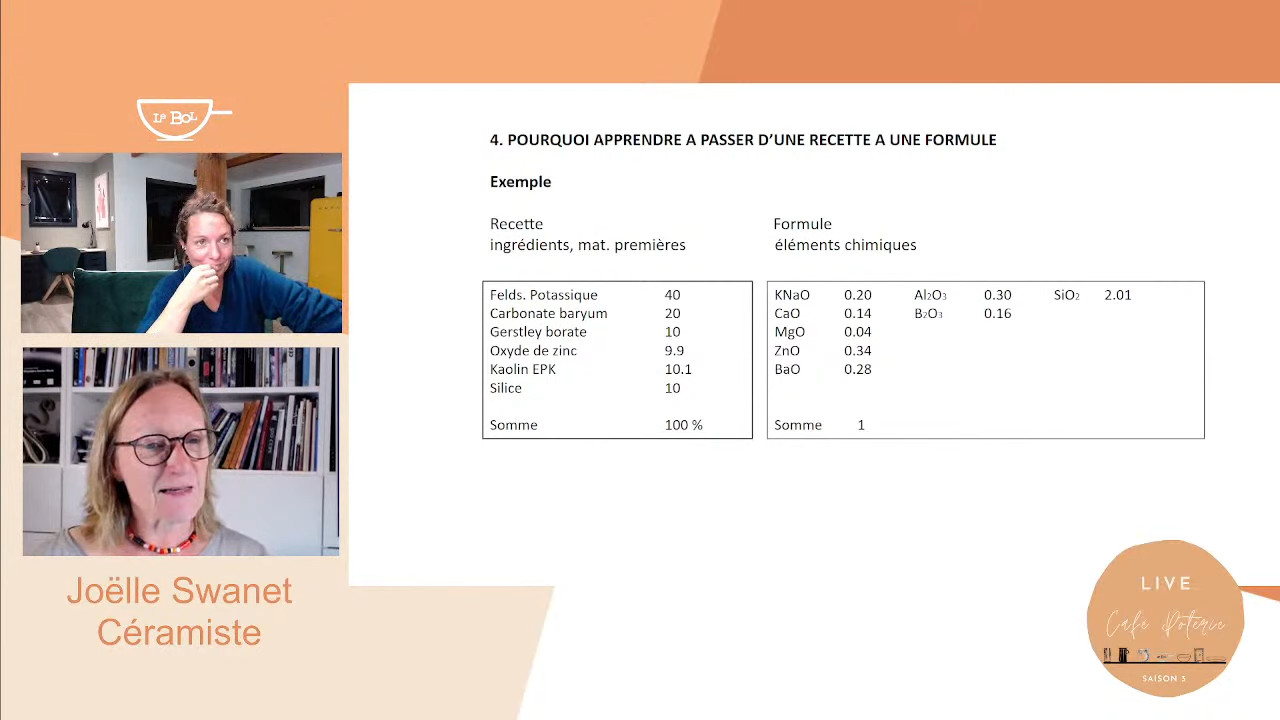 Le BoL
4. POURQUOI APPRENDRE A PASSER D’UNE RECETTE A UNE FORMULE
Exemple
Recette
ingrédients, mat. premières
Felds. Potassique 40
Carbonate baryum 20
Gerstley borate 10
Oxyde de zinc 9.9
Kaolin EPK 10.1
Silice 10
Somme 100 %
Formule
éléments chimiques
KNaO 0.20 Al2O3 0.30 SiO2 2.01
CaO 0.14 B2O3 0.16
MgO 0.04
ZnO 0.34
BaO 0.28
Somme 1
Joëlle Swanet
Céramiste
LIVE
Café Poterie
SAISON 3